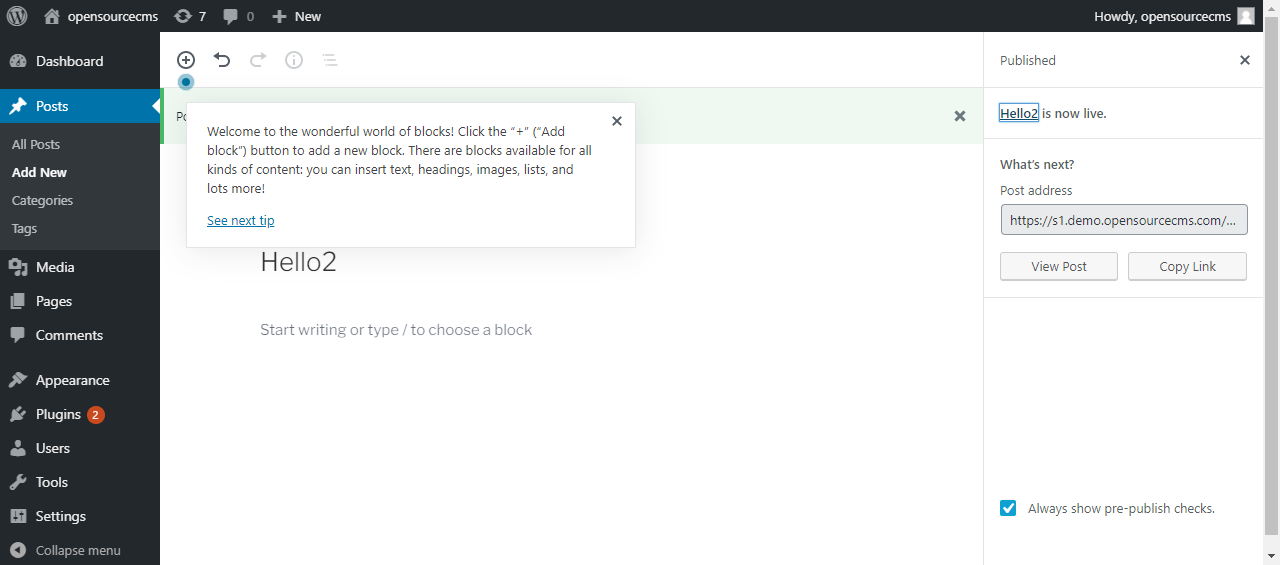 opensourcecms
7
0
New
Howdy, opensourcecms
Dashboard
Posts
All Posts
Add New
Categories
Tags
Media
Pages
Comments
Appearance
Plugins 2
Users
Tools
Settings
Collapse menu
Welcome to the wonderful world of blocks! Click the “+” (“Add
block”) button to add a new block. There are blocks available for all
kinds of content: you can insert text, headings, images, lists, and
lots more!
See next tip
Hello2
Start writing or type / to choose a block
Published
Hello2 is now live.
What’s next?
Post address
https://s1.demo.opensourcecms.com/...
View Post
Copy Link
Always show pre-publish checks.